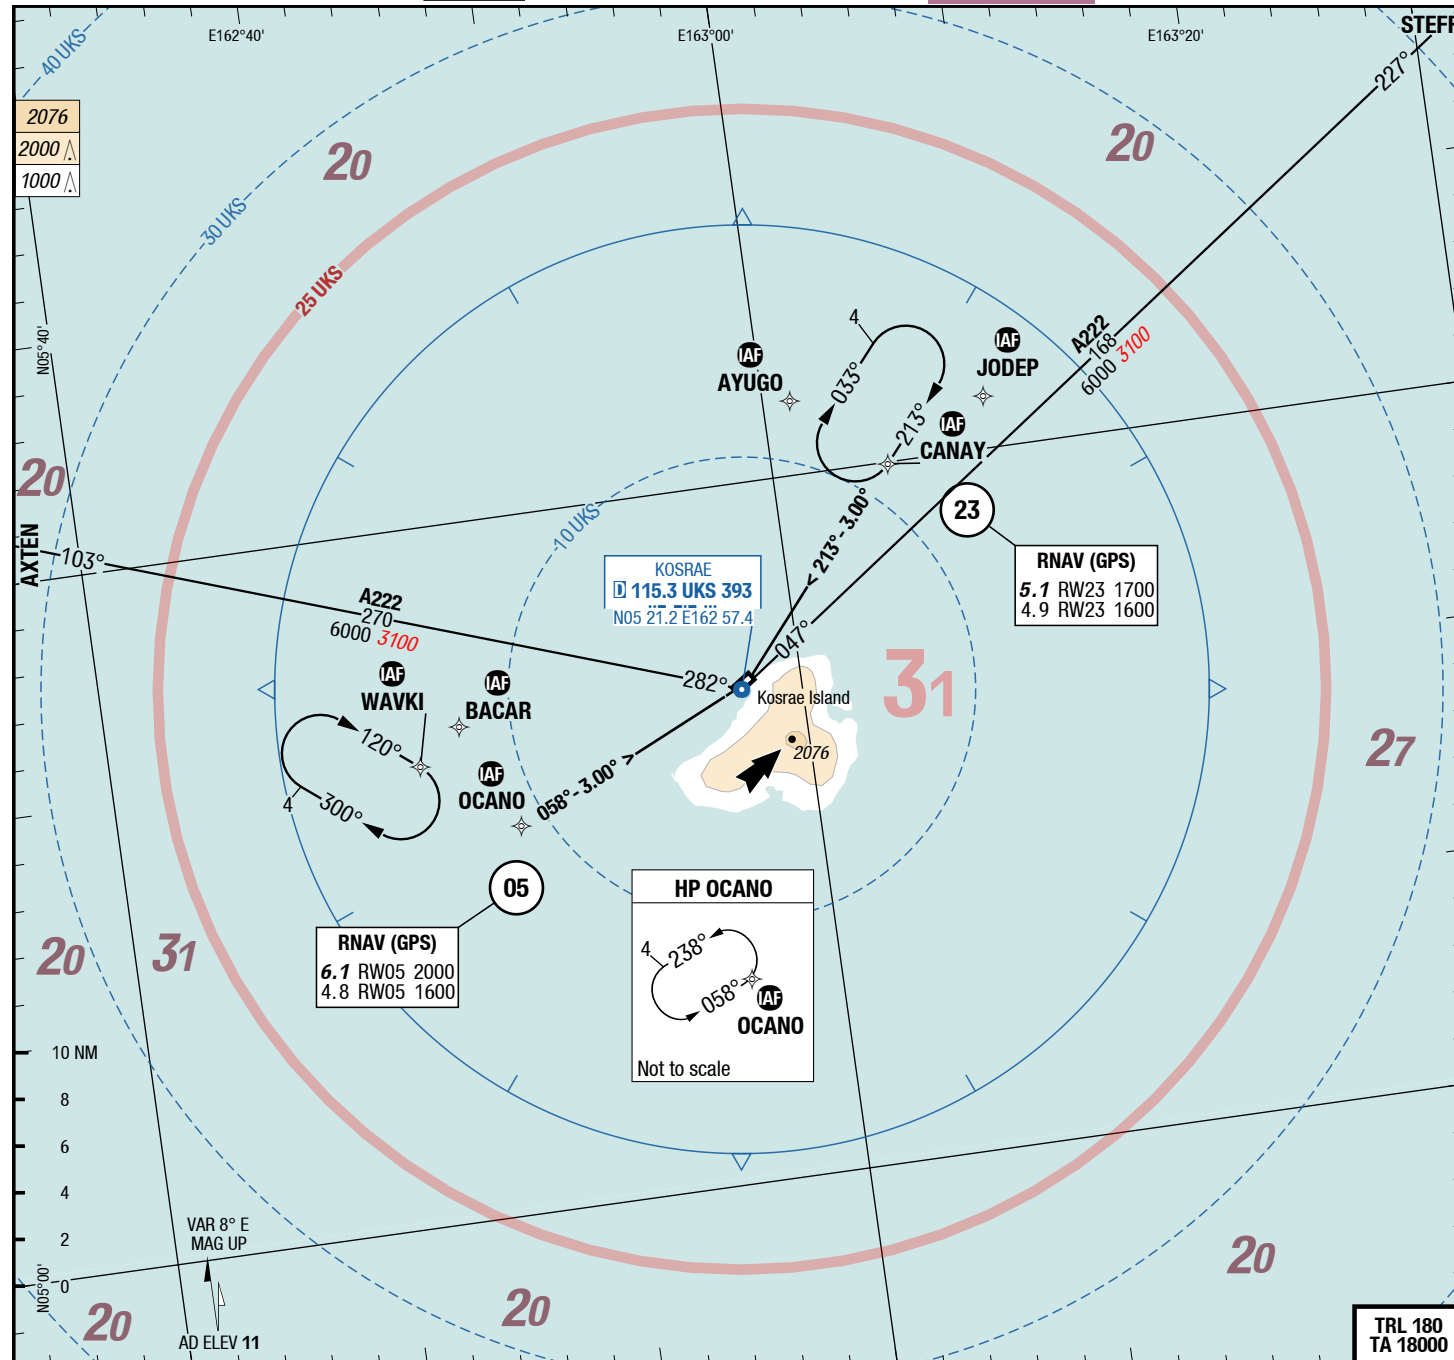 E162°40'
E163°00'
E163°20'
STEFF
227°
40 UKS
2076
2000
1000
20
20
30 UKS
25 UKS
N05°40'
4
033°
213°
IAF
AYUGO
IAF
JODEP
IAF
CANAY
A222
168
6000 3100
20
10 UKS
23
RNAV (GPS)
5.1 RW23 1700
4.9 RW23 1600
< 213°- 3.00°
AXTEN
103°
A222
270
6000 3100
282°
KOSRAE
D 115.3 UKS 393
N05 21.2 E162 57.4
047°
31
Kosrae Island
2076
27
IAF
WAVKI
IAF
BACAR
120°
300°
4
IAF
OCANO
058°- 3.00° >
05
RNAV (GPS)
6.1 RW05 2000
4.8 RW05 1600
HP OCANO
4
238°
058°
IAF
OCANO
Not to scale
20
31
10 NM
8
6
4
2
0
N05°00'
VAR 8° E
MAG UP
AD ELEV 11
20
20
20
TRL 180
TA 18000